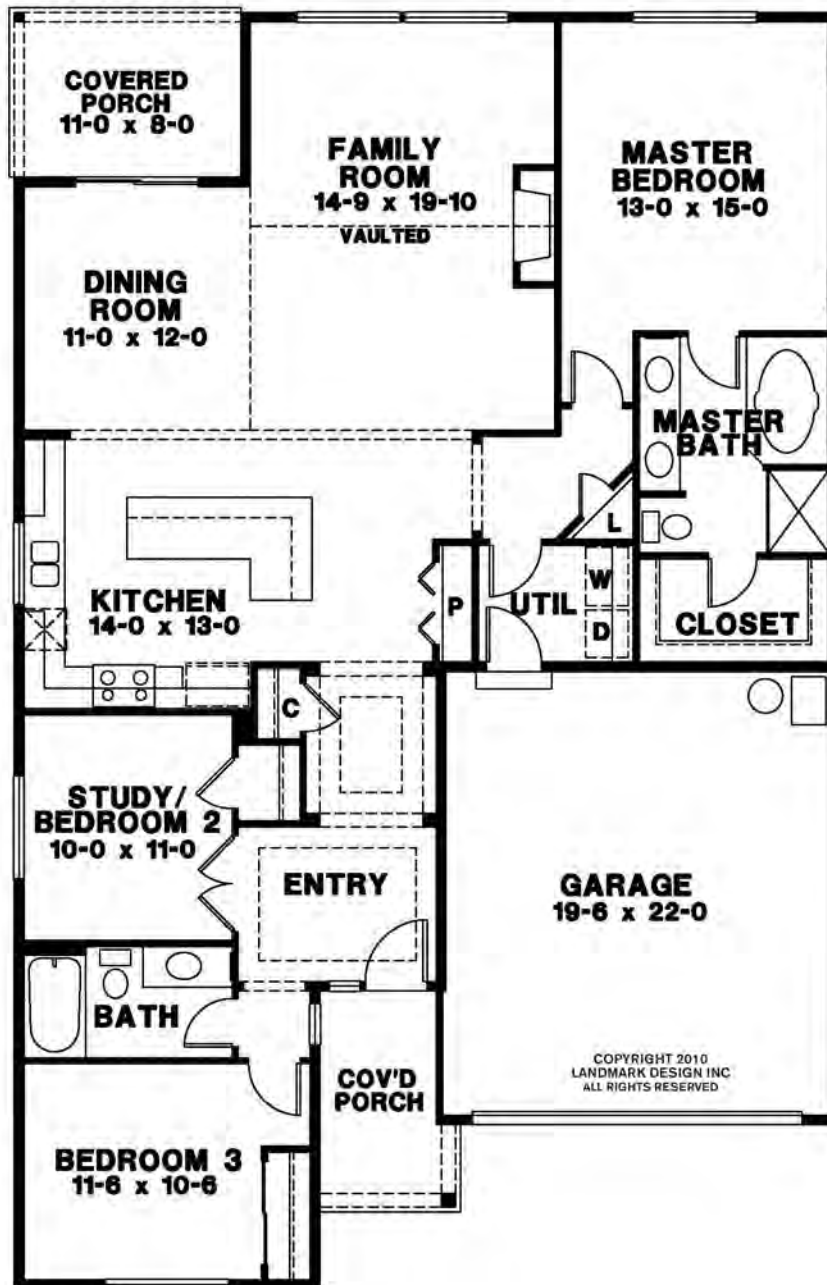 COVERED
PORCH
11-0 x 8-0
FAMILY
ROOM
14-9 x 19-10
VAULTED
MASTER
BEDROOM
13-0 x 15-0
DINING
ROOM
11-0 x 12-0
MASTER
BATH
L
KITCHEN
14-0 x 13-0
P
UTIL
W
D
CLOSET
C
STUDY/
BEDROOM 2
10-0 x 11-0
ENTRY
GARAGE
19-6 x 22-0
BATH
COV'D
PORCH
COPYRIGHT 2010
LANDMARK DESIGN INC
ALL RIGHTS RESERVED
BEDROOM 3
11-6 x 10-6